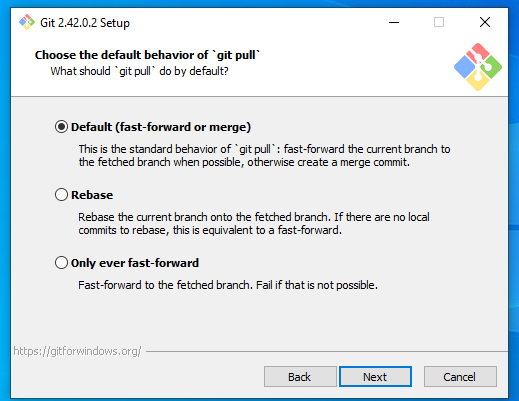 Git 2.42.0.2 Setup
Choose the default behavior of `git pull`
What should `git pull` do by default?
Default (fast-forward or merge)
This is the standard behavior of `git pull`: fast-forward the current branch to
the fetched branch when possible, otherwise create a merge commit.
Rebase
Rebase the current branch onto the fetched branch. If there are no local
commits to rebase, this is equivalent to a fast-forward.
Only ever fast-forward
Fast-forward to the fetched branch. Fail if that is not possible.
https://gitforwindows.org/
Back
Next
Cancel